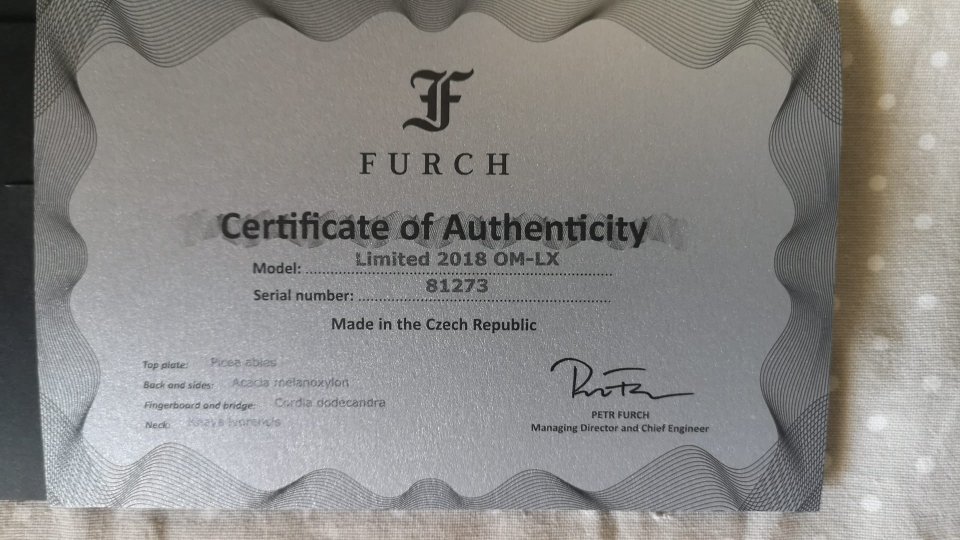 F
FURCH
Certificate of Authenticity
Model: Limited 2018 OM-LX
Serial number: 81273
Made in the Czech Republic
Top plate: Picea abies
Back and sides: Acacia melanoxylon
Fingerboard and bridge: Cordia dodecandra
Neck: Khaya ivorensis
PETR FURCH
Managing Director and Chief Engineer